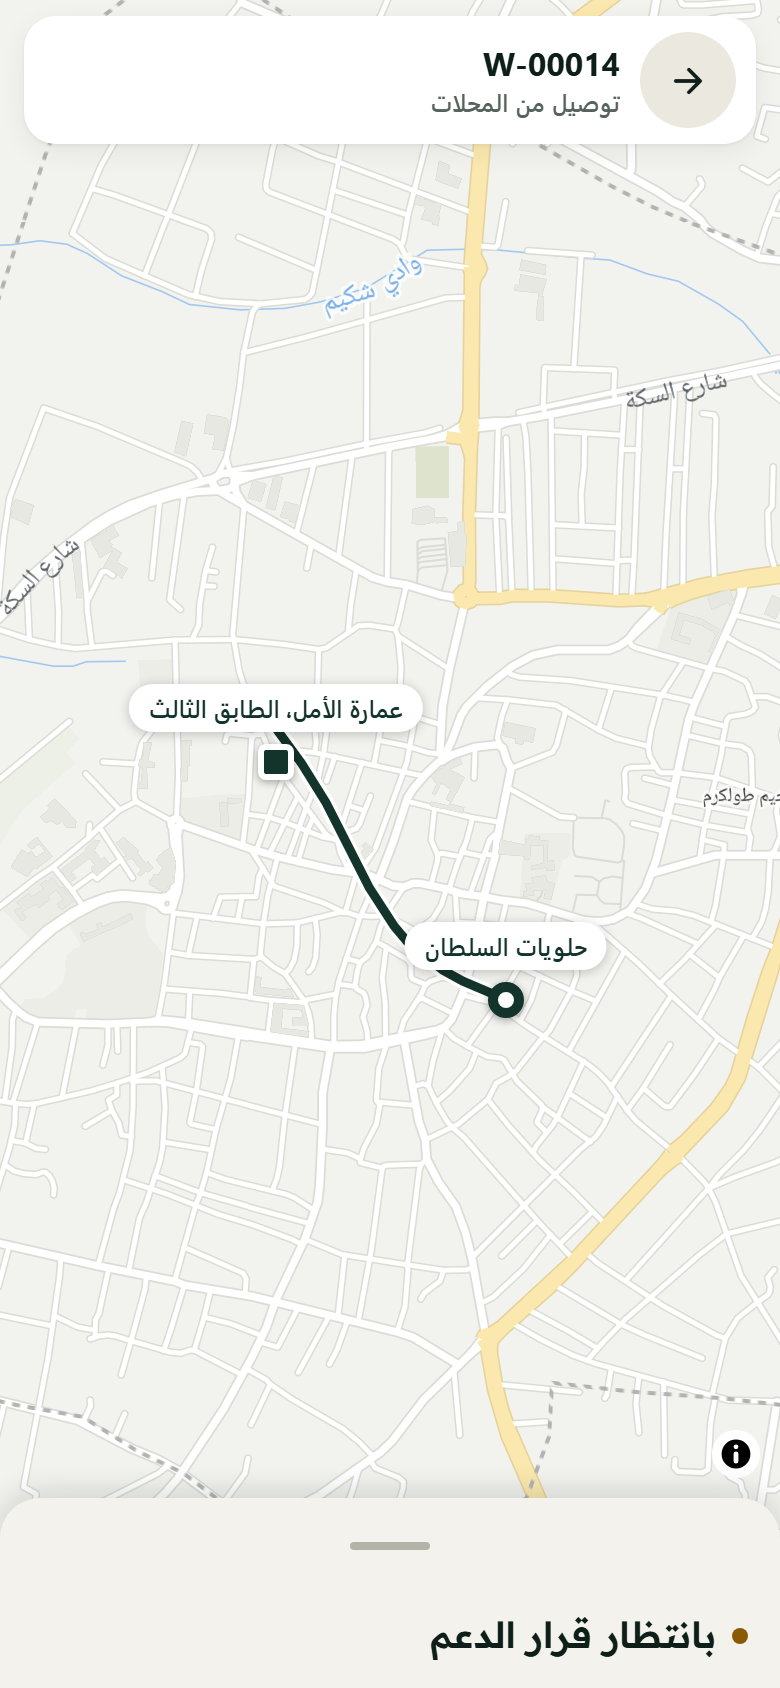 W-00014
توصيل من المحلات
وادي شكيم
شارع السكة
شارع السكة
عمارة الأمل، الطابق الثالث
طولكرم
حلويات السلطان
بانتظار قرار الدعم